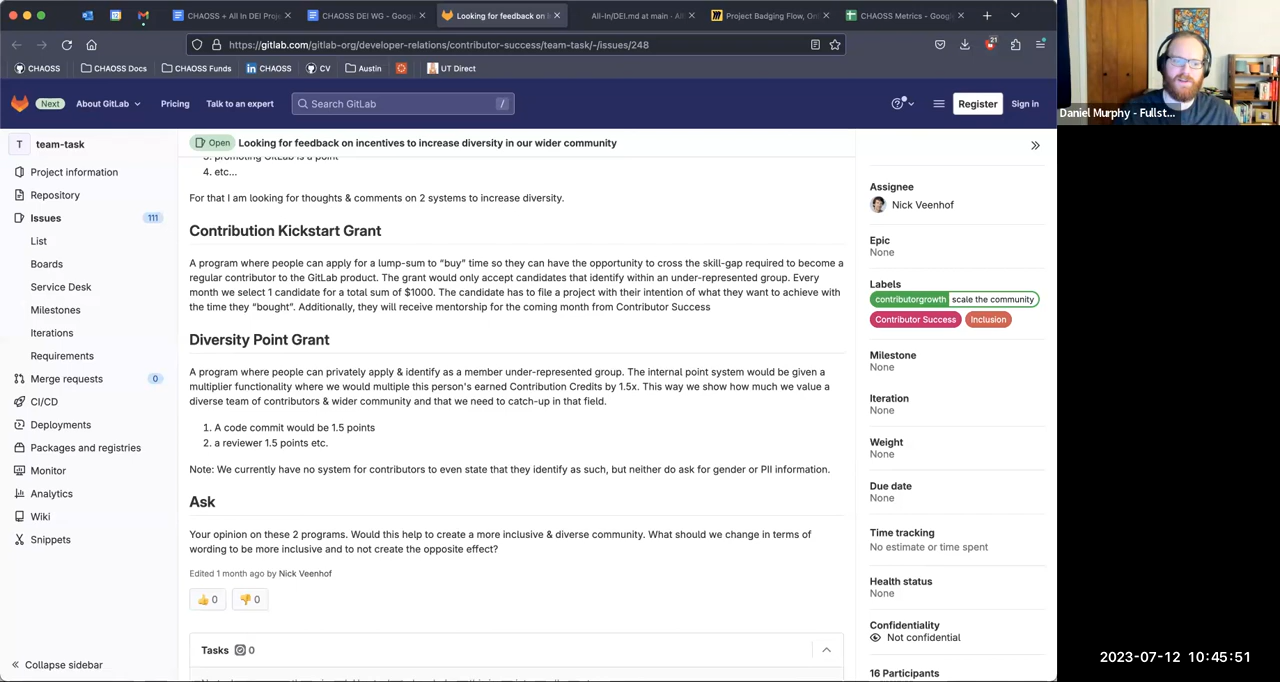 CHAOSS + All In DEI Proj
CHAOSS DEI WG - Google
Looking for feedback on
All-In/DEI.md at main · All
Project Badging Flow, On
CHAOSS Metrics - Google
https://gitlab.com/gitlab-org/developer-relations/contributor-success/team-task/-/issues/248
21
CHAOSS
CHAOSS Docs
CHAOSS Funds
CHAOSS
CV
Austin
UT Direct
Daniel Murphy - Fullst...
Next
About GitLab
Pricing
Talk to an expert
Search GitLab
/
Register
Sign in
T
team-task
Project information
Repository
Issues
111
List
Boards
Service Desk
Milestones
Iterations
Requirements
Merge requests
0
CI/CD
Deployments
Packages and registries
Monitor
Analytics
Wiki
Snippets
Collapse sidebar
Open
Looking for feedback on incentives to increase diversity in our wider community
3. promoting GitLab is a point
4. etc...
For that I am looking for thoughts & comments on 2 systems to increase diversity.
Contribution Kickstart Grant
A program where people can apply for a lump-sum to “buy” time so they can have the opportunity to cross the skill-gap required to become a
regular contributor to the GitLab product. The grant would only accept candidates that identify within an under-represented group. Every
month we select 1 candidate for a total sum of $1000. The candidate has to file a project with their intention of what they want to achieve with
the time they “bought”. Additionally, they will receive mentorship for the coming month from Contributor Success
Diversity Point Grant
A program where people can privately apply & identify as a member under-represented group. The internal point system would be given a
multiplier functionality where we would multiple this person's earned Contribution Credits by 1.5x. This way we show how much we value a
diverse team of contributors & wider community and that we need to catch-up in that field.
1. A code commit would be 1.5 points
2. a reviewer 1.5 points etc.
Note: We currently have no system for contributors to even state that they identify as such, but neither do ask for gender or PII information.
Ask
Your opinion on these 2 programs. Would this help to create a more inclusive & diverse community. What should we change in terms of
wording to be more inclusive and to not create the opposite effect?
Edited 1 month ago by Nick Veenhof
0
0
Tasks
0
Assignee
Nick Veenhof
Epic
None
Labels
contributorgrowth scale the community
Contributor Success
Inclusion
Milestone
None
Iteration
None
Weight
None
Due date
None
Time tracking
No estimate or time spent
Health status
None
Confidentiality
Not confidential
16 Participants
2023-07-12 10:45:51